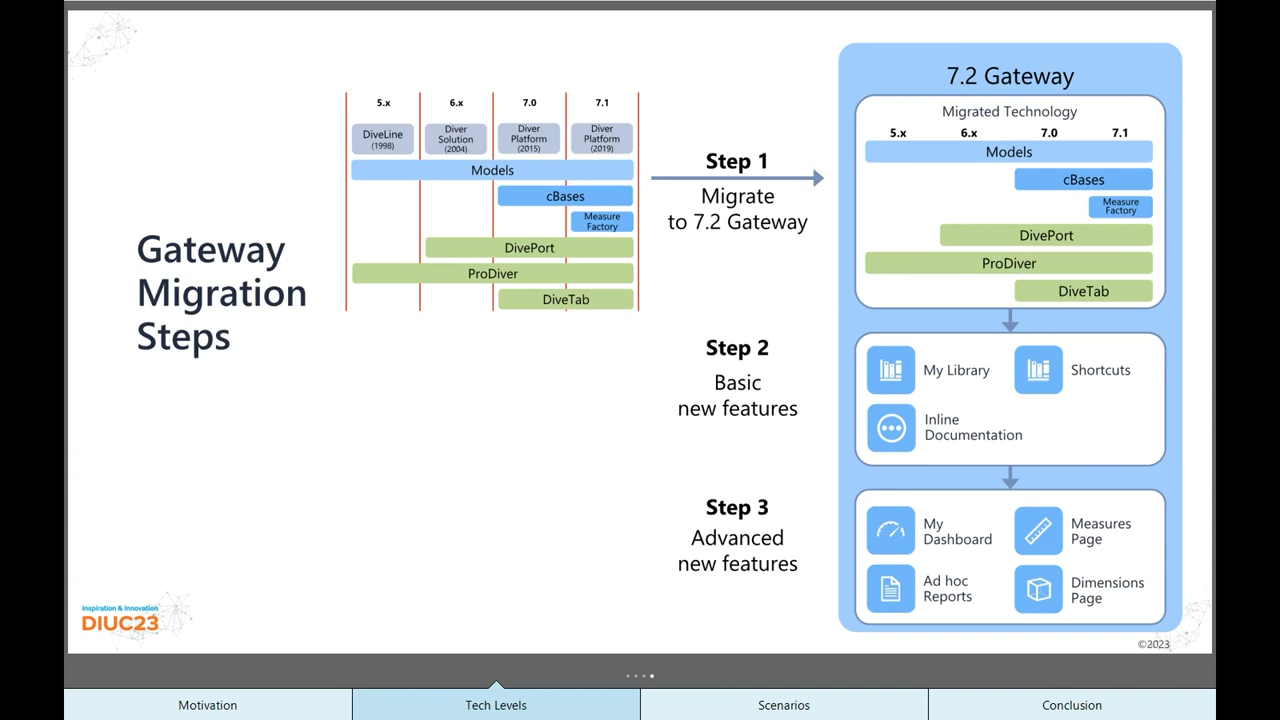 Gateway
Migration
Steps
5.x
6.x
7.0
7.1
DiveLine
(1998)
Diver
Solution
(2004)
Diver
Platform
(2015)
Diver
Platform
(2019)
Models
cBases
Measure
Factory
DivePort
ProDiver
DiveTab
Step 1
Migrate
to 7.2 Gateway
Step 2
Basic
new features
Step 3
Advanced
new features
7.2 Gateway
Migrated Technology
5.x
6.x
7.0
7.1
Models
cBases
Measure
Factory
DivePort
ProDiver
DiveTab
My Library
Shortcuts
Inline
Documentation
My
Dashboard
Measures
Page
Ad hoc
Reports
Dimensions
Page
Inspiration & Innovation
DIUC23
©2023
Motivation
Tech Levels
Scenarios
Conclusion